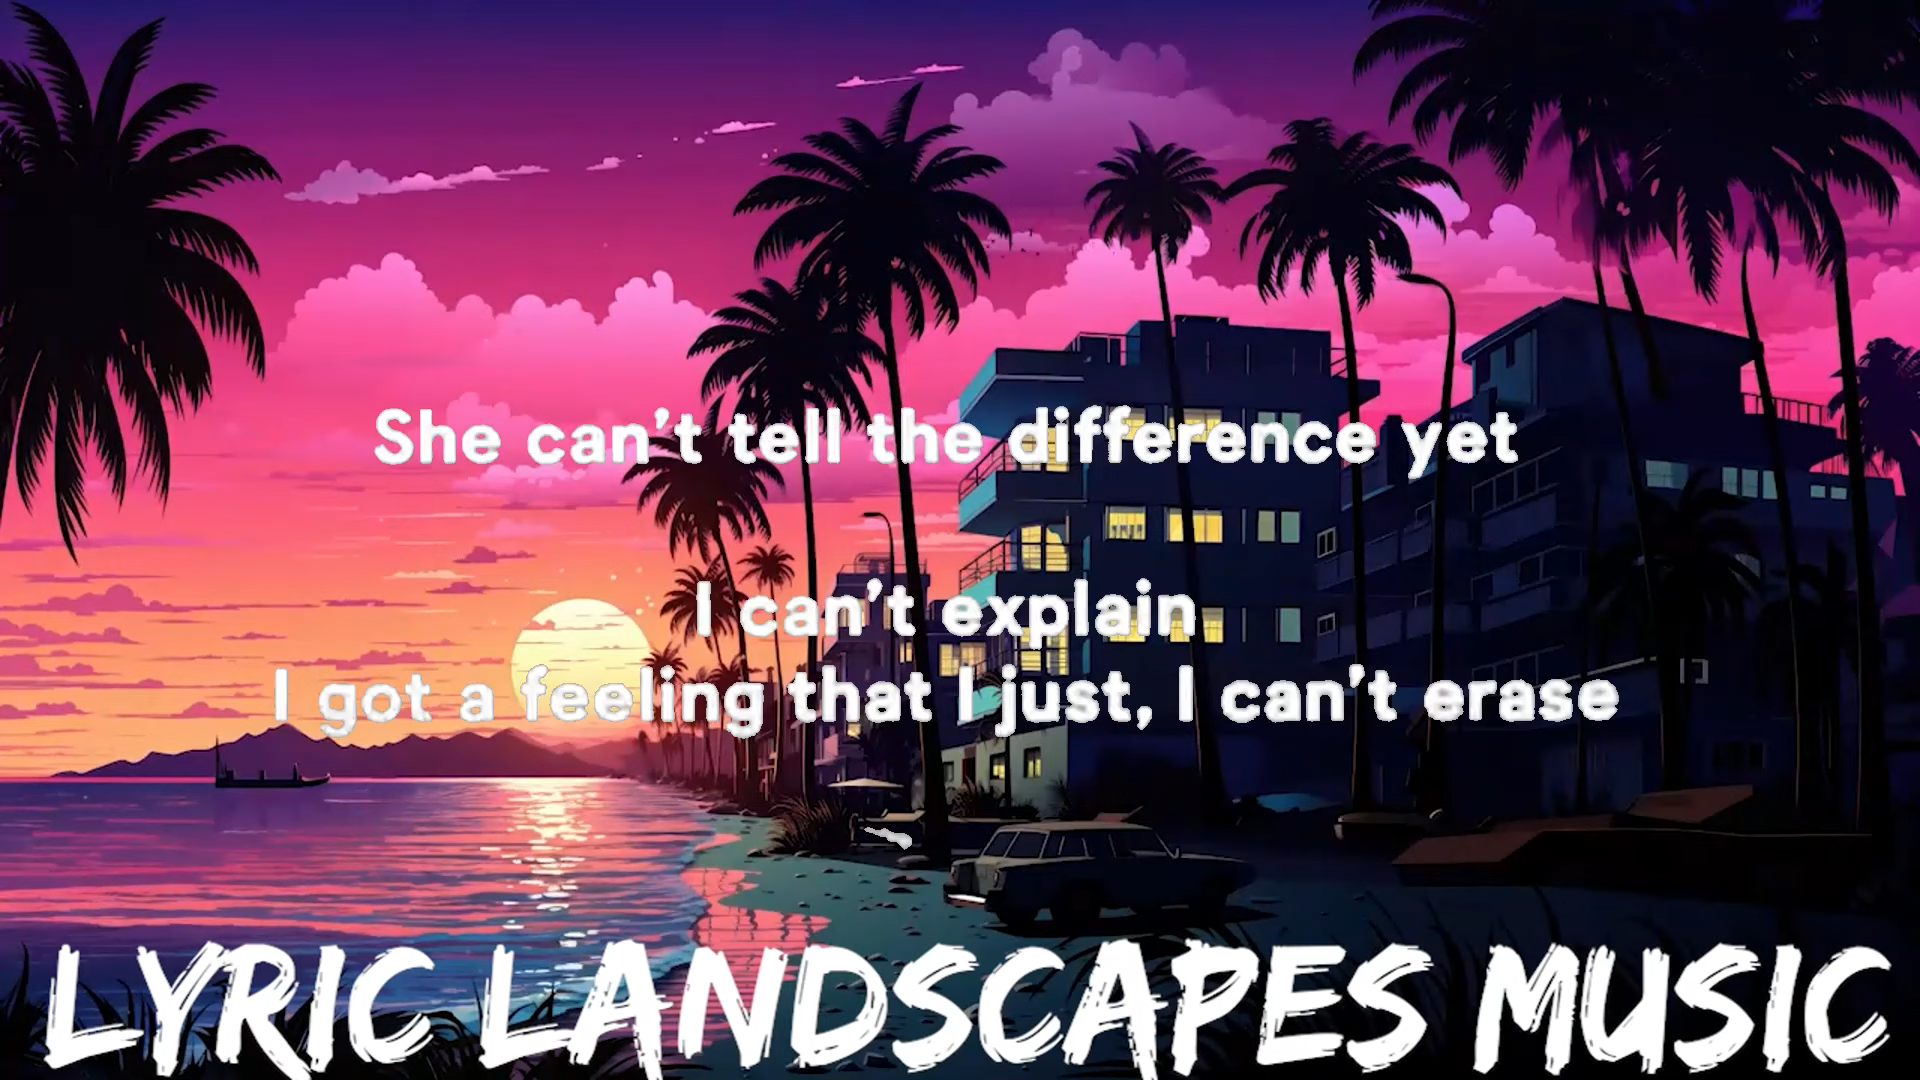 She can't tell the difference yet
I can't explain
I got a feeling that I just, I can't erase
LYRIC LANDSCAPES MUSIC